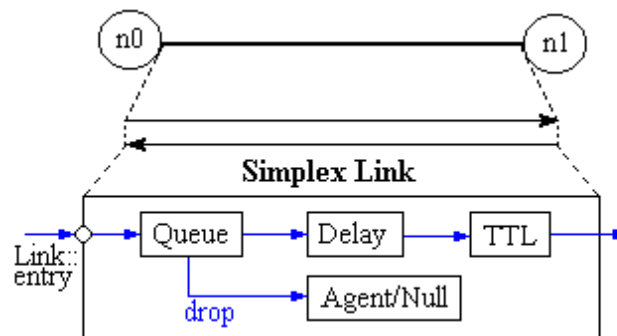 n0
n1
Simplex Link
Queue
Delay
TTL
Link::
entry
drop
Agent/Null